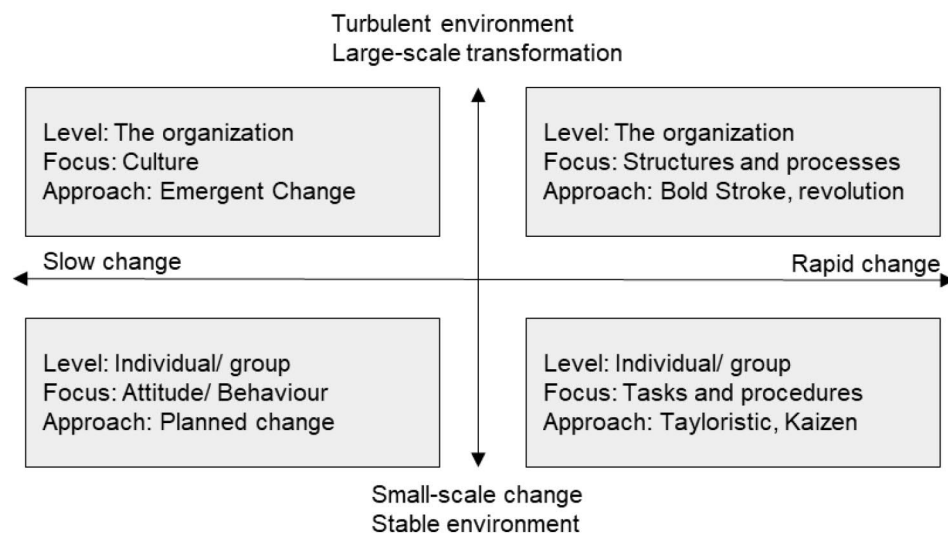 Turbulent environment
Large-scale transformation
Level: The organization
Focus: Culture
Approach: Emergent Change
Level: The organization
Focus: Structures and processes
Approach: Bold Stroke, revolution
Slow change
Rapid change
Level: Individual/ group
Focus: Attitude/ Behaviour
Approach: Planned change
Level: Individual/ group
Focus: Tasks and procedures
Approach: Tayloristic, Kaizen
Small-scale change
Stable environment